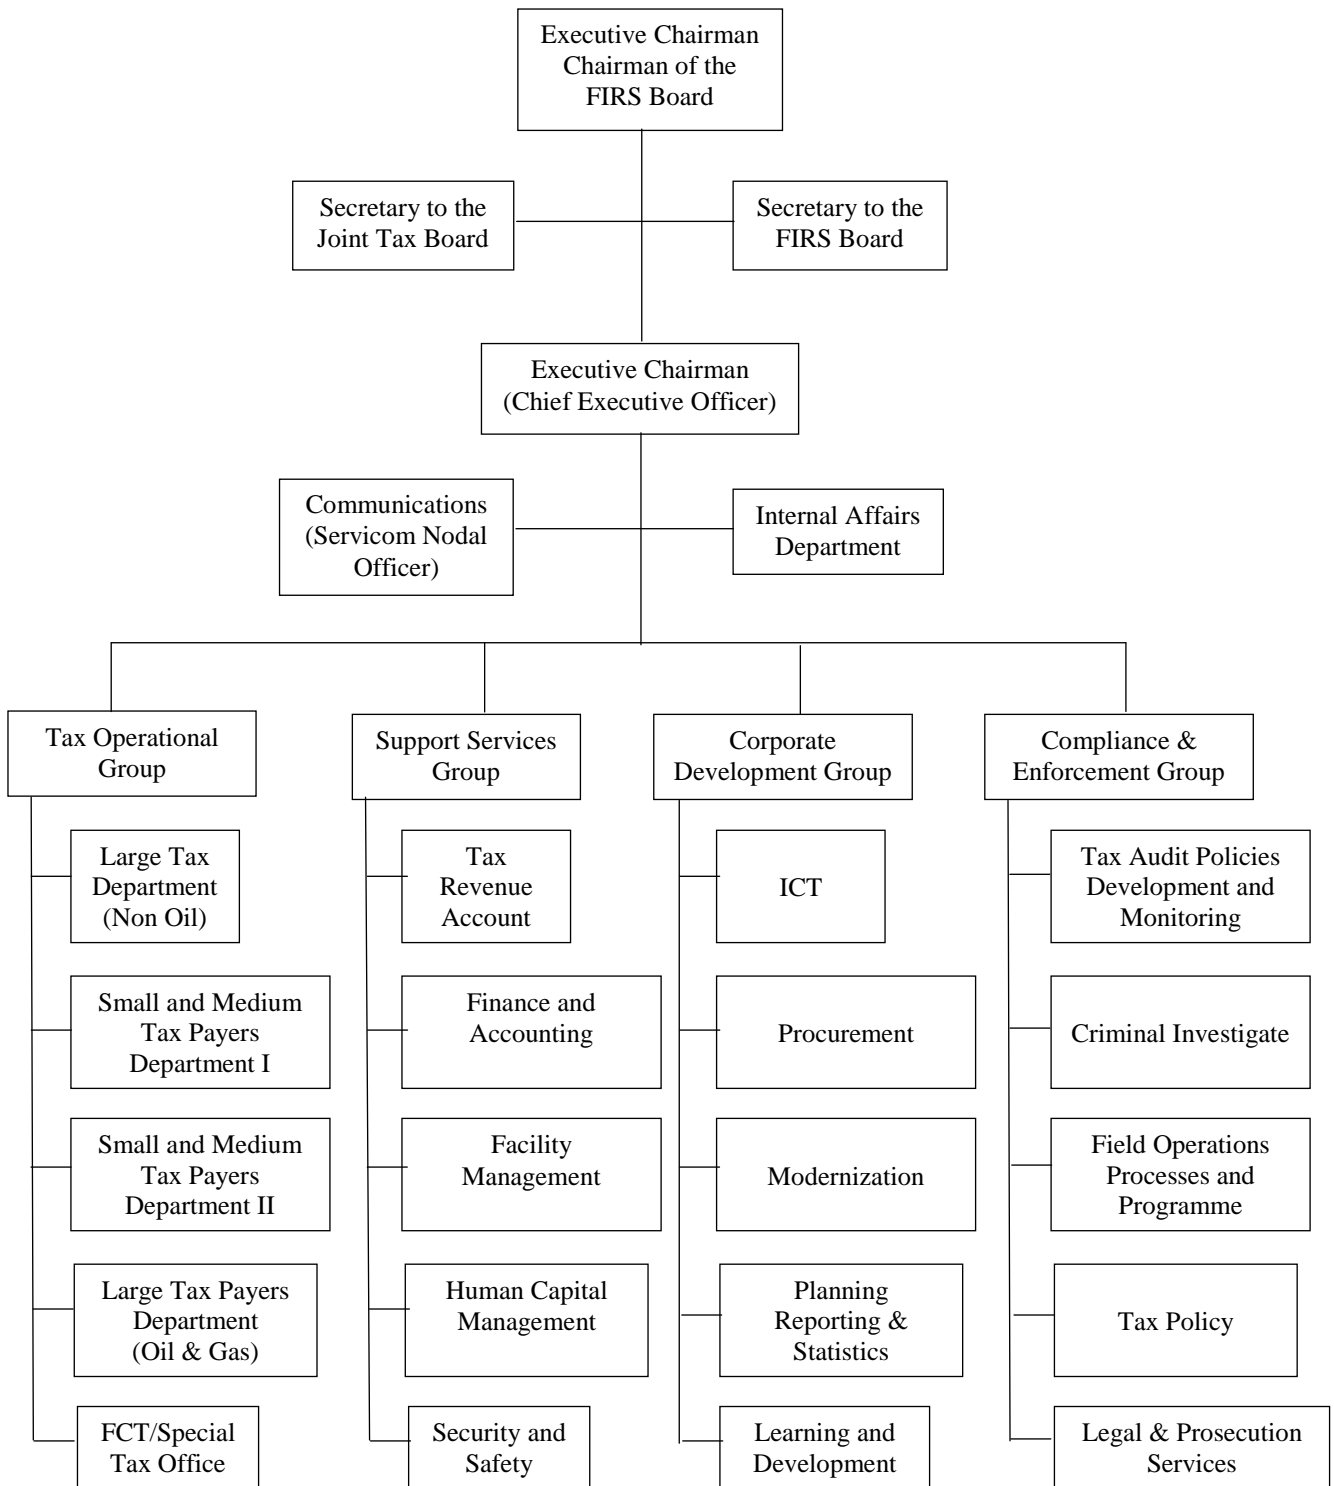 Executive Chairman
Chairman of the
FIRS Board
Secretary to the
Joint Tax Board
Secretary to the
FIRS Board
Executive Chairman
(Chief Executive Officer)
Communications
(Servicom Nodal
Officer)
Internal Affairs
Department
Tax Operational
Group
Support Services
Group
Corporate
Development Group
Compliance &
Enforcement Group
Large Tax
Department
(Non Oil)
Tax
Revenue
Account
ICT
Tax Audit Policies
Development and
Monitoring
Small and Medium
Tax Payers
Department I
Finance and
Accounting
Procurement
Criminal Investigate
Small and Medium
Tax Payers
Department II
Facility
Management
Modernization
Field Operations
Processes and
Programme
Large Tax Payers
Department
(Oil & Gas)
Human Capital
Management
Planning
Reporting &
Statistics
Tax Policy
FCT/Special
Tax Office
Security and
Safety
Learning and
Development
Legal & Prosecution
Services